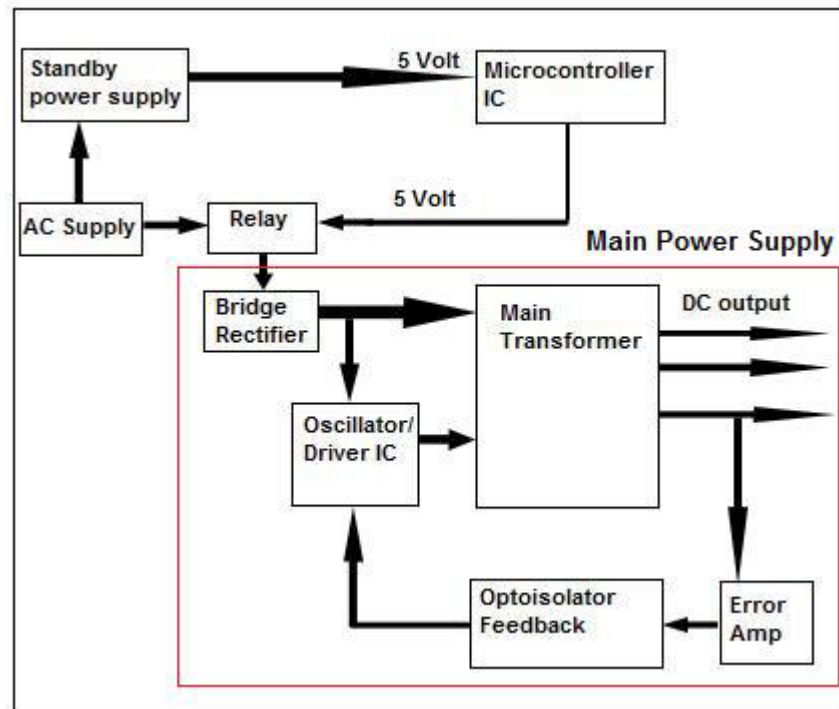 Standby
power supply
5 Volt
Microcontroller
IC
AC Supply
Relay
5 Volt
Main Power Supply
Bridge
Rectifier
Main
Transformer
DC output
Oscillator/
Driver IC
Optoisolator
Feedback
Error
Amp